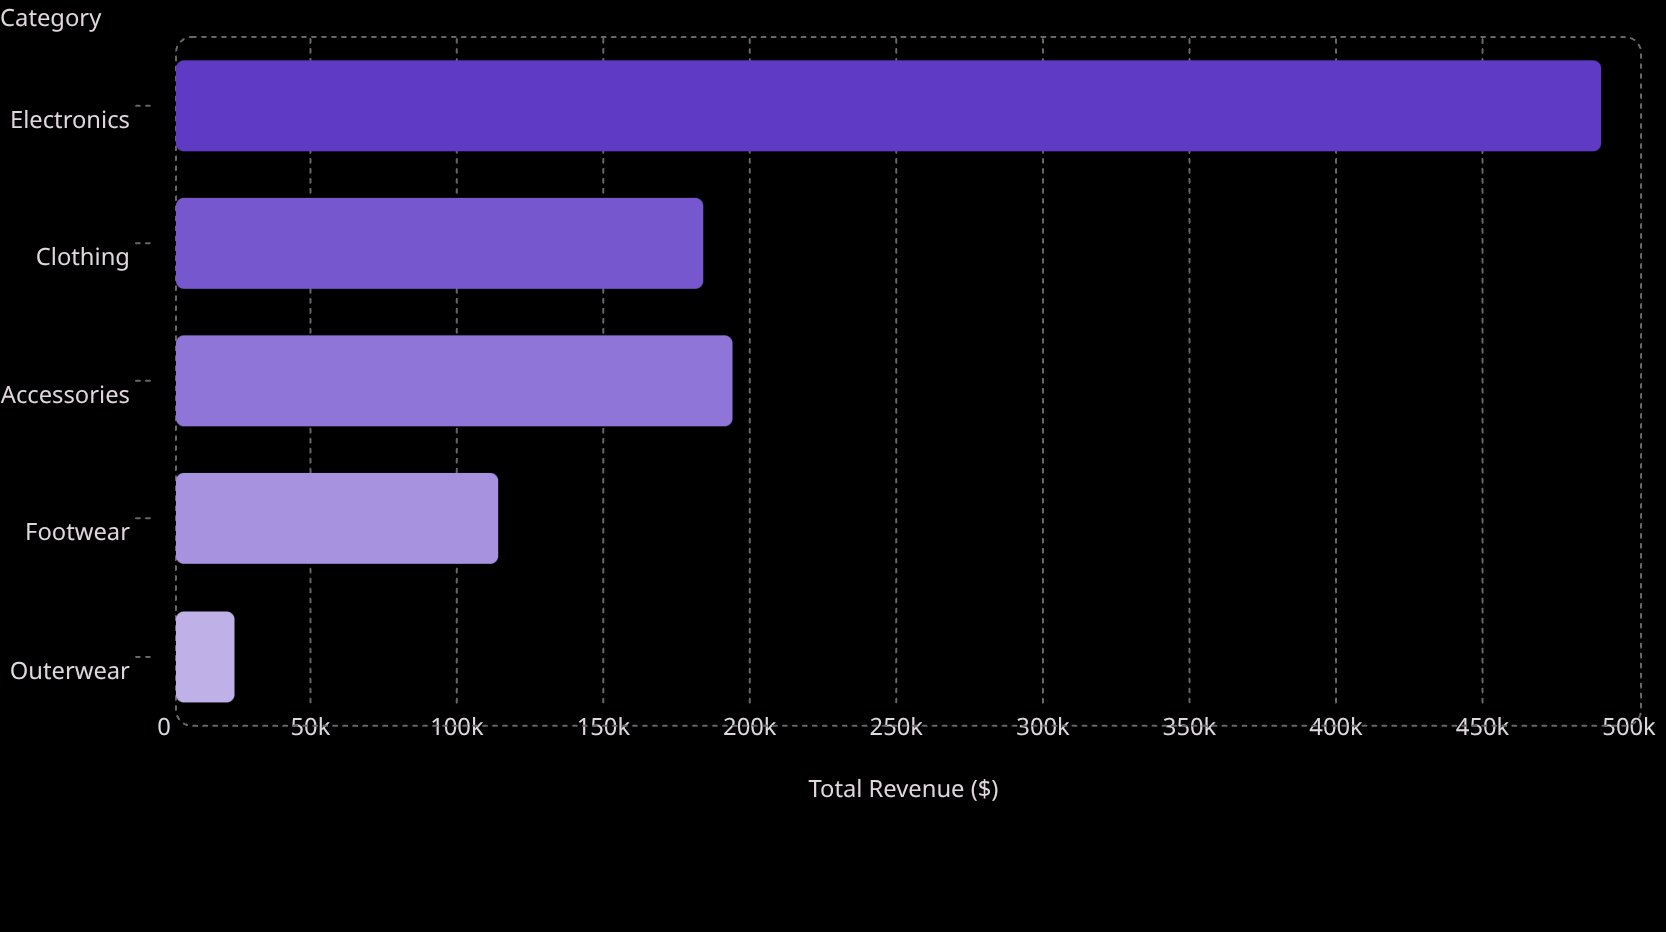 Category
Electronics
Clothing
Accessories
Footwear
Outerwear
0 50k 100k 150k 200k 250k 300k 350k 400k 450k 500k
Total Revenue ($)